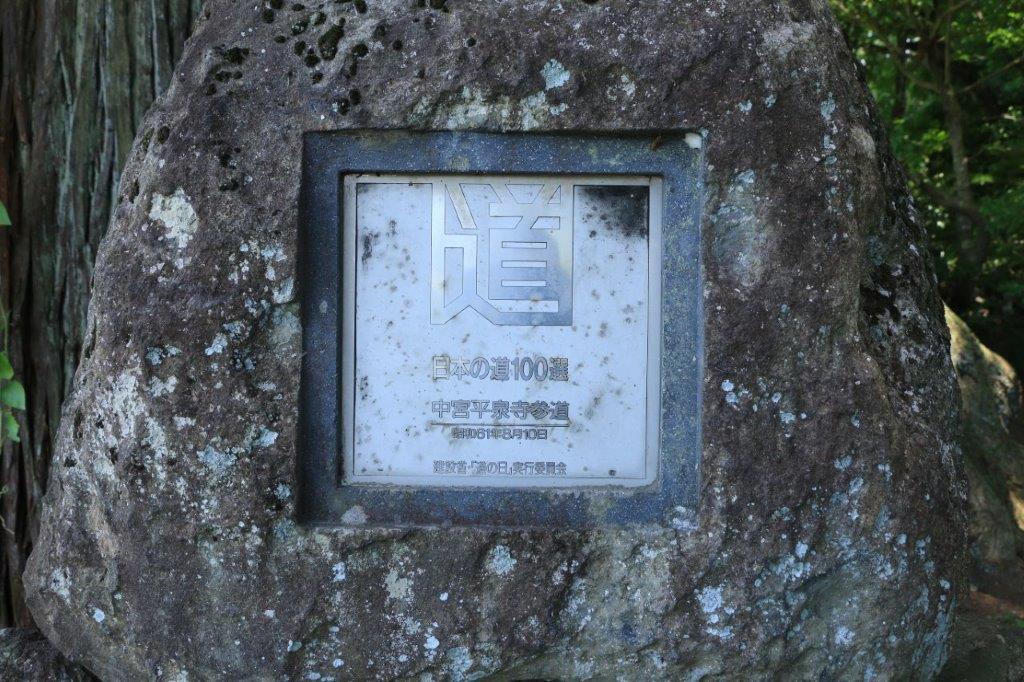 道
日本の道100選
中宮平泉寺参道
昭和61年8月10日
建設省・「道の日」実行委員会